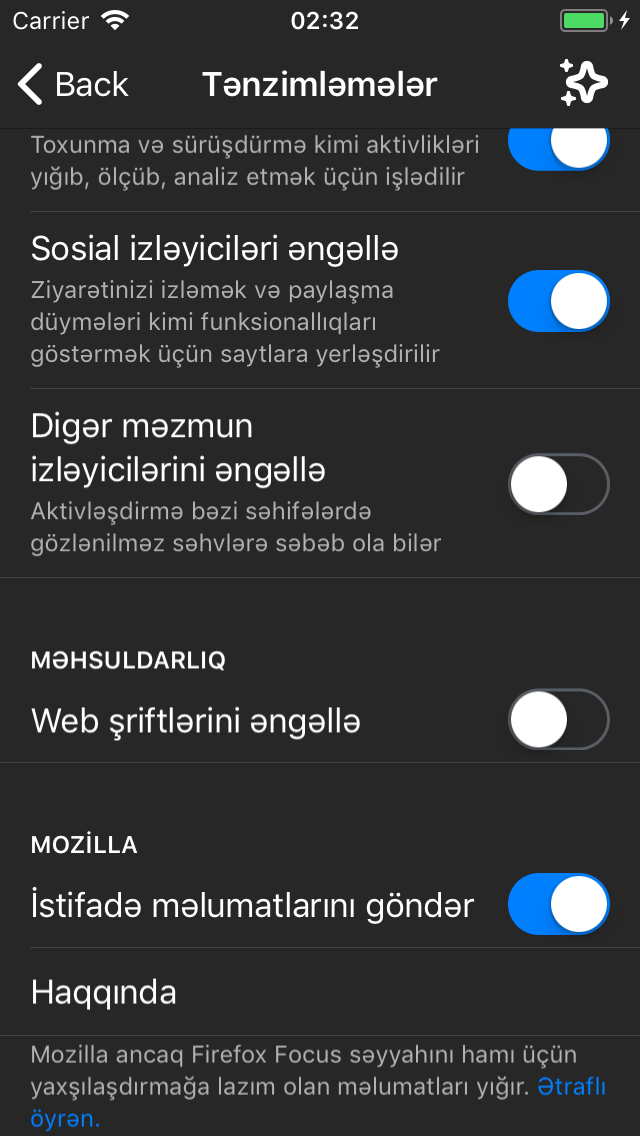 Carrier 02:32
Back Tənzimləmələr
Toxunma və sürüşdürmə kimi aktivlikləri
yığıb, ölçüb, analiz etmək üçün işlədilir
Sosial izləyiciləri əngəllə
Ziyarətinizi izləmək və paylaşma
düymələri kimi funksionallıqları
göstərmək üçün saytlara yerləşdirilir
Digər məzmun
izləyicilərini əngəllə
Aktivləşdirmə bəzi səhifələrdə
gözlənilməz səhvlərə səbəb ola bilər
MƏHSULDARLIQ
Web şriftlərini əngəllə
MOZİLLA
İstifadə məlumatlarını göndər
Haqqında
Mozilla ancaq Firefox Focus səyyahını hamı üçün
yaxşılaşdırmağa lazım olan məlumatları yığır. Ətraflı
öyrən.